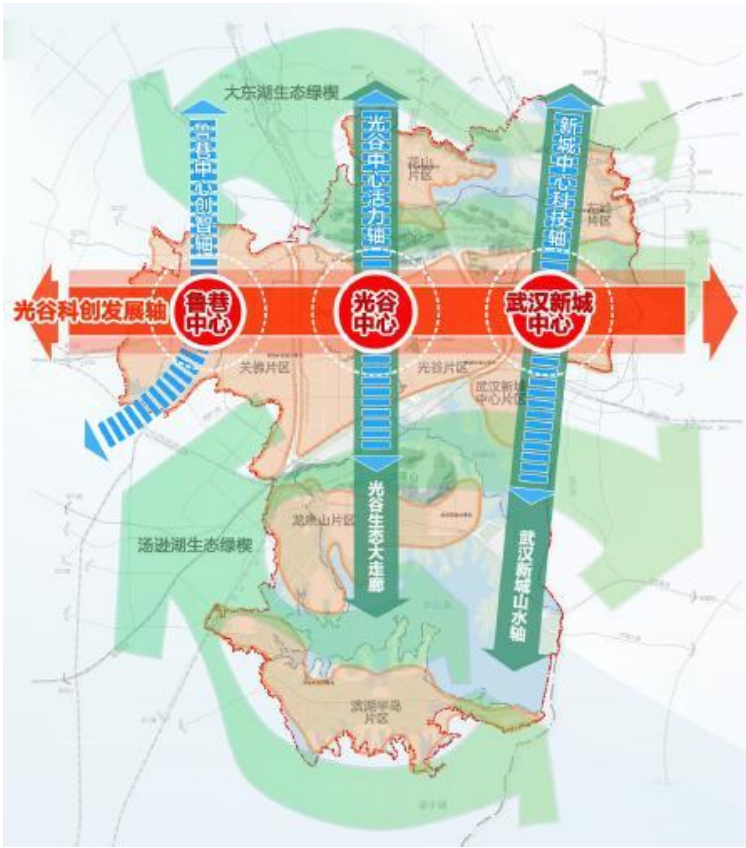 大东湖生态绿楔
鲁巷中心创智轴
光谷中心活力轴
新城中心科技轴
花山
片区
左岭
片区
光谷科创发展轴
鲁巷
中心
光谷
中心
武汉新城
中心
关豹片区
光谷片区
武汉新城
中心片区
龙泉山片区
光谷生态大走廊
汤逊湖生态绿楔
武汉新城山水轴
滨湖半岛
片区